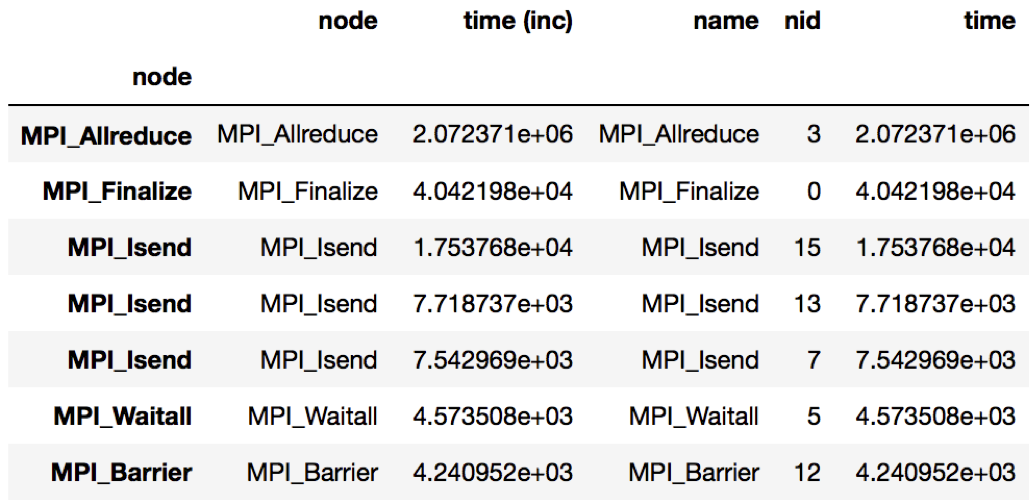 node time (inc) name nid time
node
MPI_Allreduce MPI_Allreduce 2.072371e+06 MPI_Allreduce 3 2.072371e+06
MPI_Finalize MPI_Finalize 4.042198e+04 MPI_Finalize 0 4.042198e+04
MPI_Isend MPI_Isend 1.753768e+04 MPI_Isend 15 1.753768e+04
MPI_Isend MPI_Isend 7.718737e+03 MPI_Isend 13 7.718737e+03
MPI_Isend MPI_Isend 7.542969e+03 MPI_Isend 7 7.542969e+03
MPI_Waitall MPI_Waitall 4.573508e+03 MPI_Waitall 5 4.573508e+03
MPI_Barrier MPI_Barrier 4.240952e+03 MPI_Barrier 12 4.240952e+03